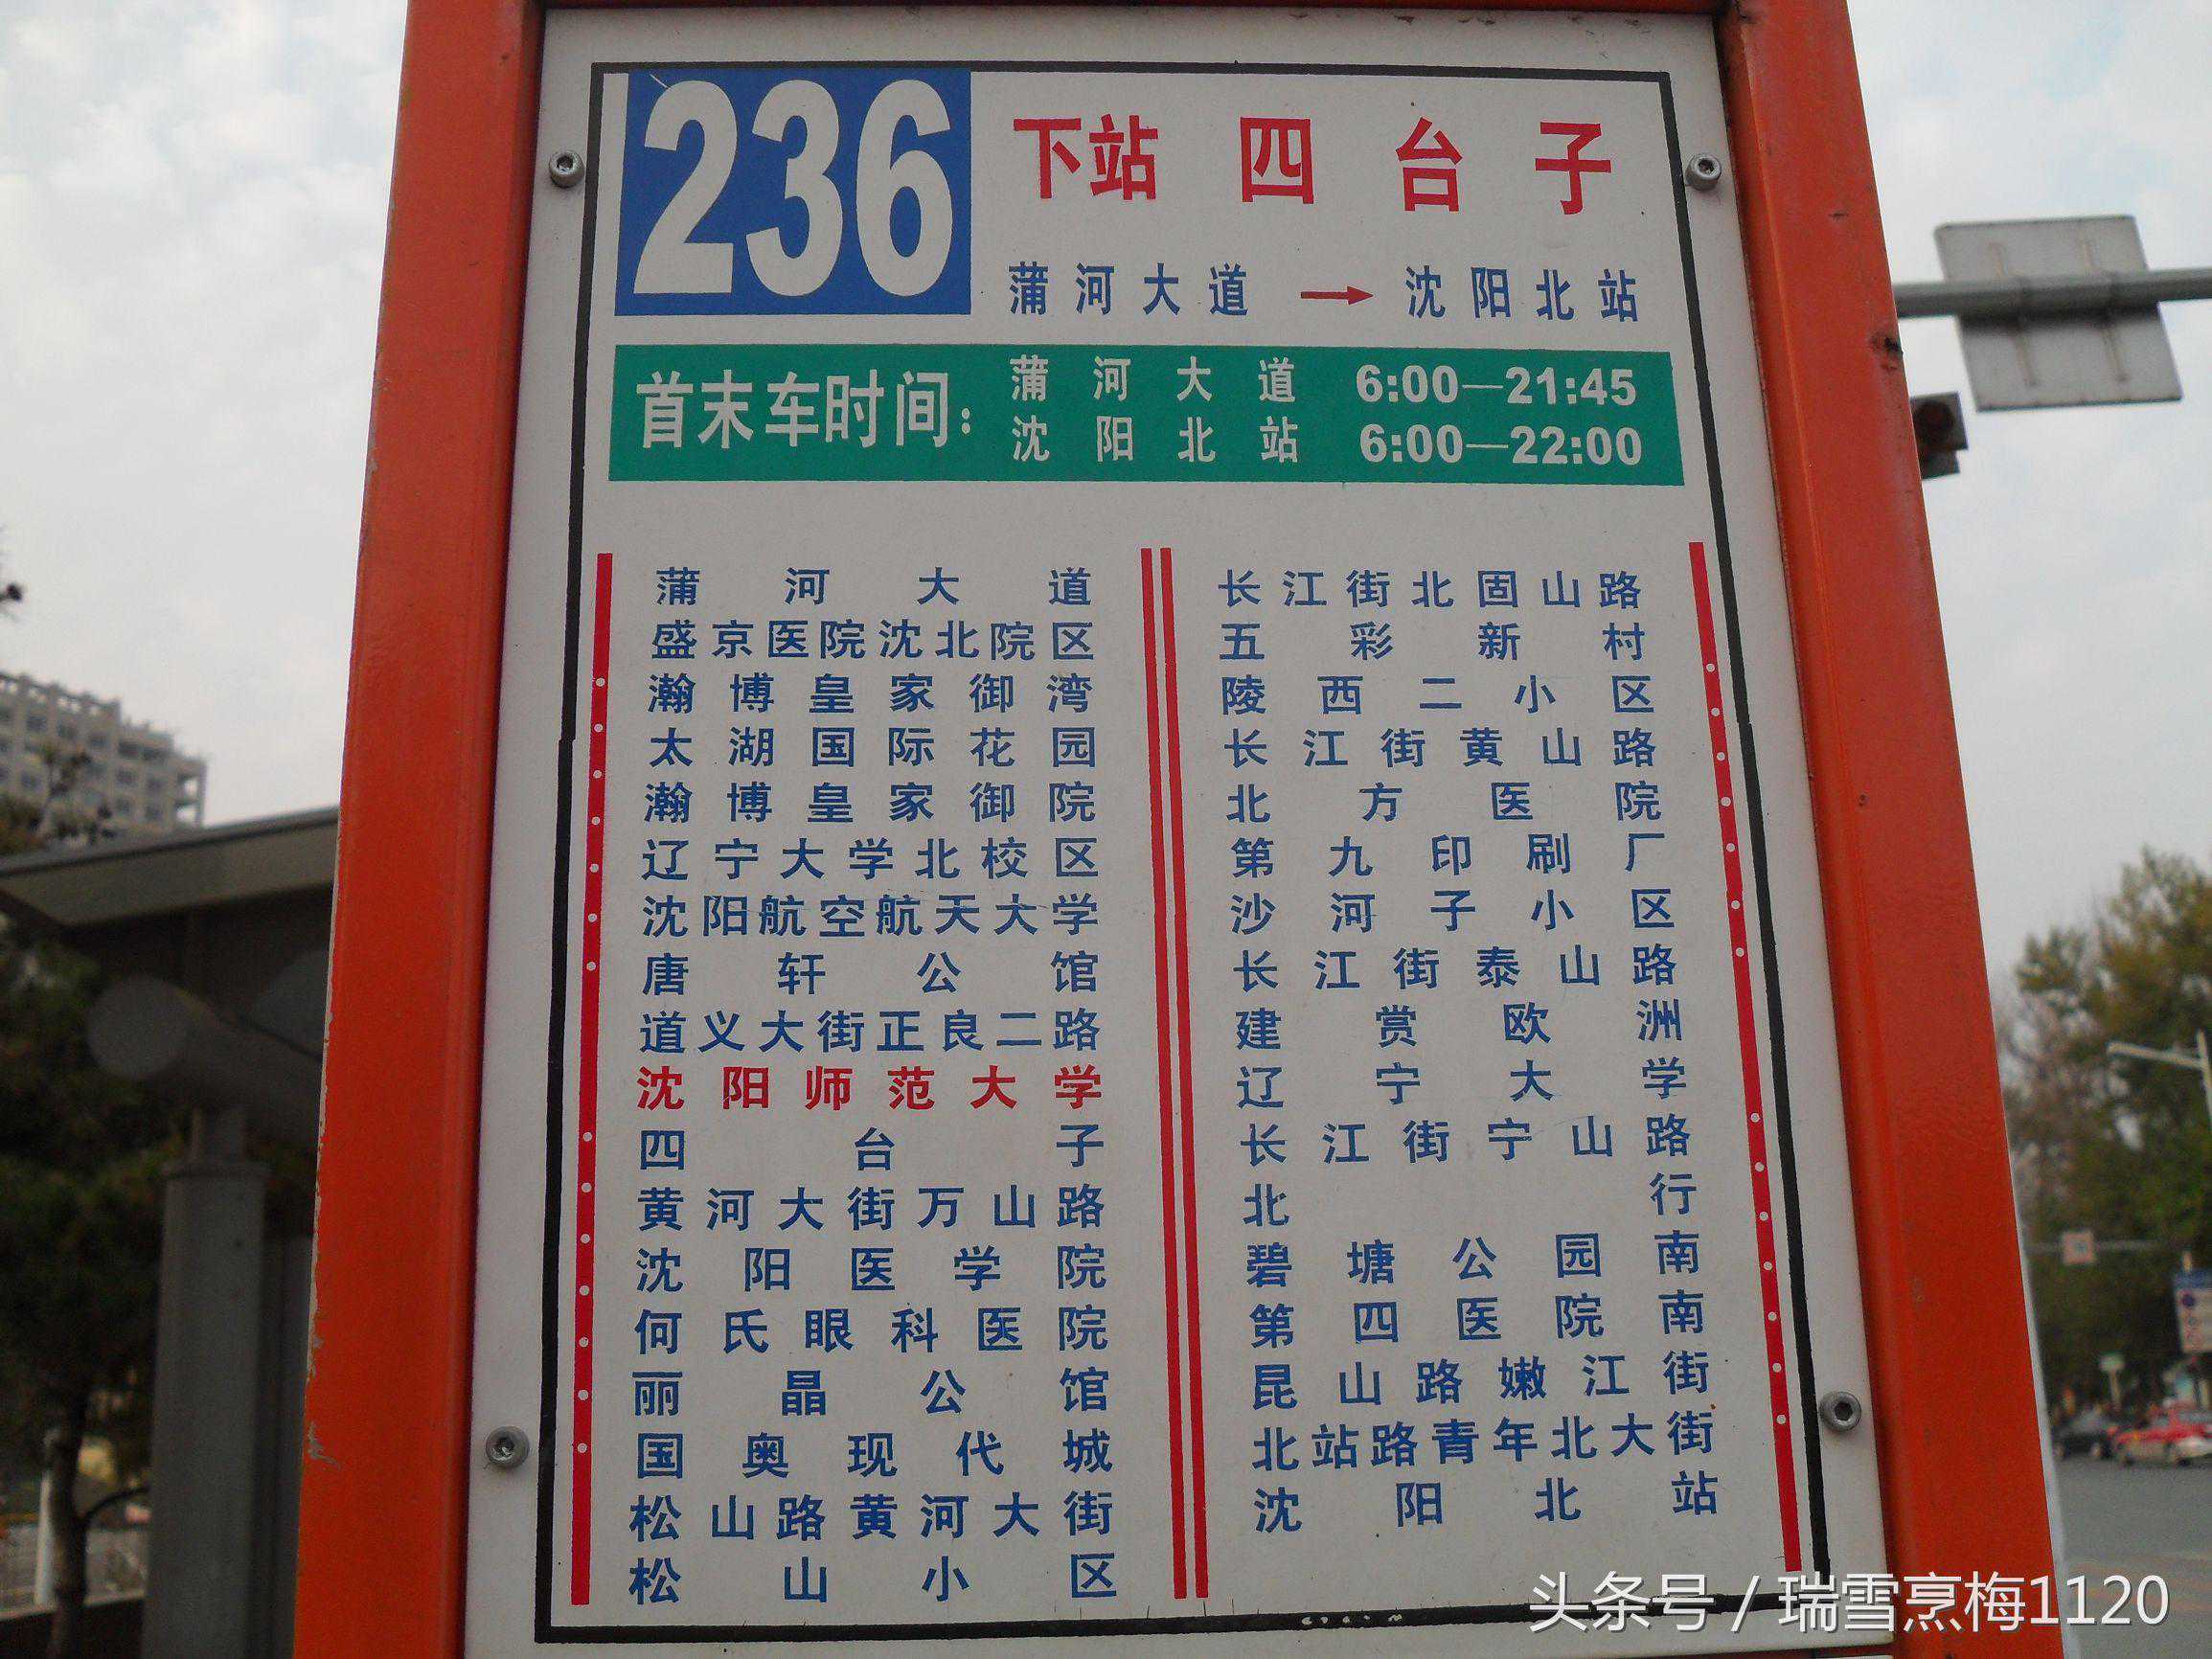 236
下站 四台子
蒲河大道 → 沈阳北站
首末车时间:
蒲河大道 6:00—21:45
沈阳北站 6:00—22:00
蒲河大道
盛京医院沈北院区
瀚博皇家御湾
太湖国际花园
瀚博皇家御院
辽宁大学北校区
沈阳航空航天大学
唐轩公馆
道义大街正良二路
沈阳师范大学
四台子
黄河大街万山路
沈阳医学院
何氏眼科医院
丽晶公馆
国奥现代城
松山路黄河大街
松山小区
长江街北固山路
五彩新村
陵西二小区
长江街黄山路
北方医院
第九印刷厂
沙河子小区
长江街泰山路
建赏欧洲
辽宁大学
长江街宁山路
北行
碧塘公园南
第四医院南
昆山路嫩江街
北站路青年北大街
沈阳北站
头条号 / 瑞雪烹梅1120